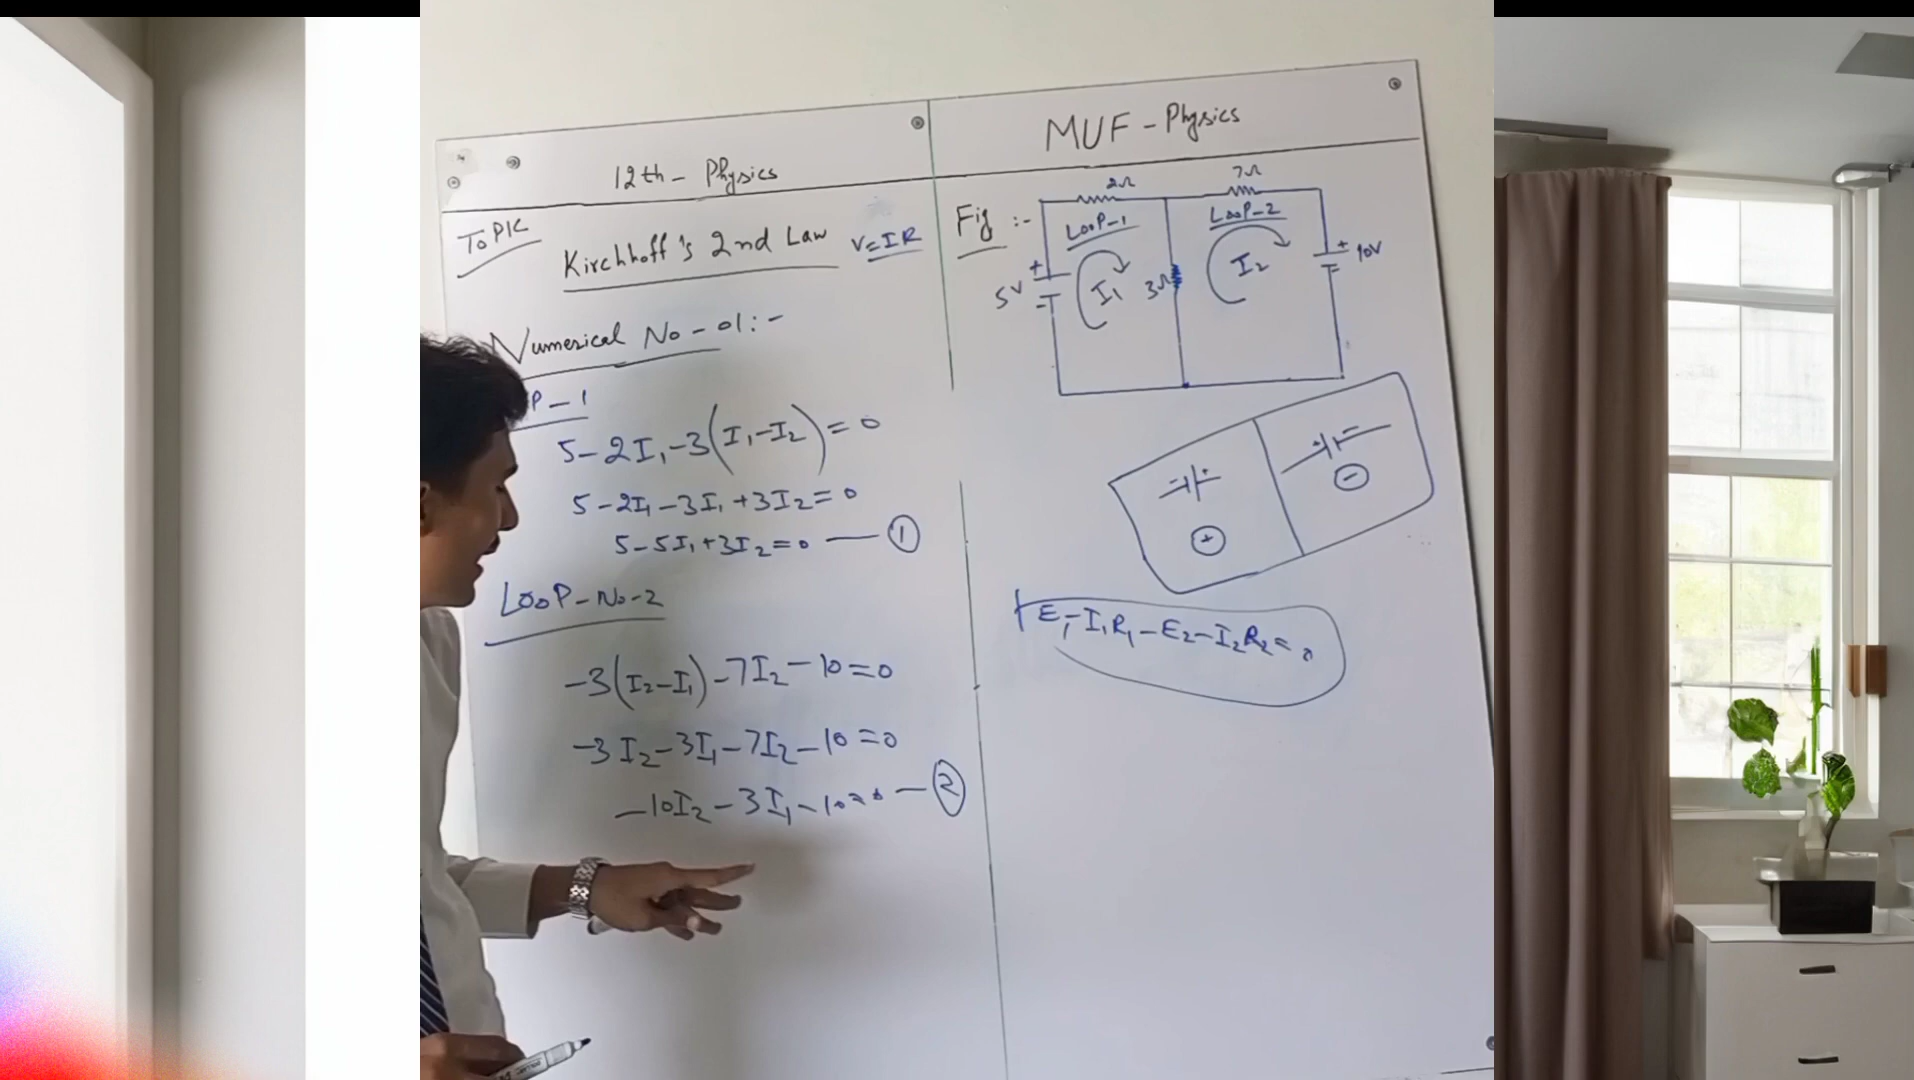 12th - Physics
MUF - Physics
ToPIC
Kirchhoff's 2nd Law
V=IR
Numerical No - 01:-
P-1
5-2I₁-3(I₁-I₂)=0
5-2I₁-3I₁+3I₂=0
5-5I₁+3I₂=0 — ①
LooP-No-2
-3(I₂-I₁)-7I₂-10=0
-3I₂-3I₁-7I₂-10=0
-10I₂-3I₁-10=0 — ②
Fig :-
2Ω
7Ω
LooP-1
LooP-2
+
5V
-
I₁
3Ω
I₂
+
10V
-
- +
+
+ -
-
E₁-I₁R₁-E₂-I₂R₂=0